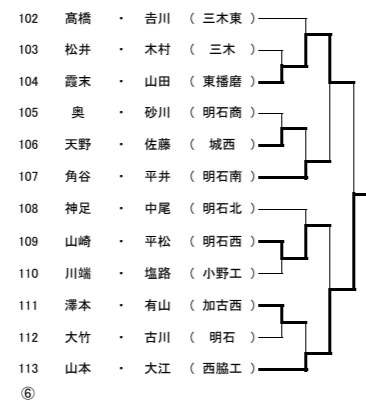 102 髙橋 ・ 𠮷川 （ 三木東 ）
103 松井 ・ 木村 （ 三木 ）
104 霞末 ・ 山田 （ 東播磨 ）
105 奥 ・ 砂川 （ 明石商 ）
106 天野 ・ 佐藤 （ 城西 ）
107 角谷 ・ 平井 （ 明石南 ）
108 神足 ・ 中尾 （ 明石北 ）
109 山崎 ・ 平松 （ 明石西 ）
110 川端 ・ 塩路 （ 小野工 ）
111 澤本 ・ 有山 （ 加古西 ）
112 大竹 ・ 古川 （ 明石 ）
113 山本 ・ 大江 （ 西脇工 ）
⑥